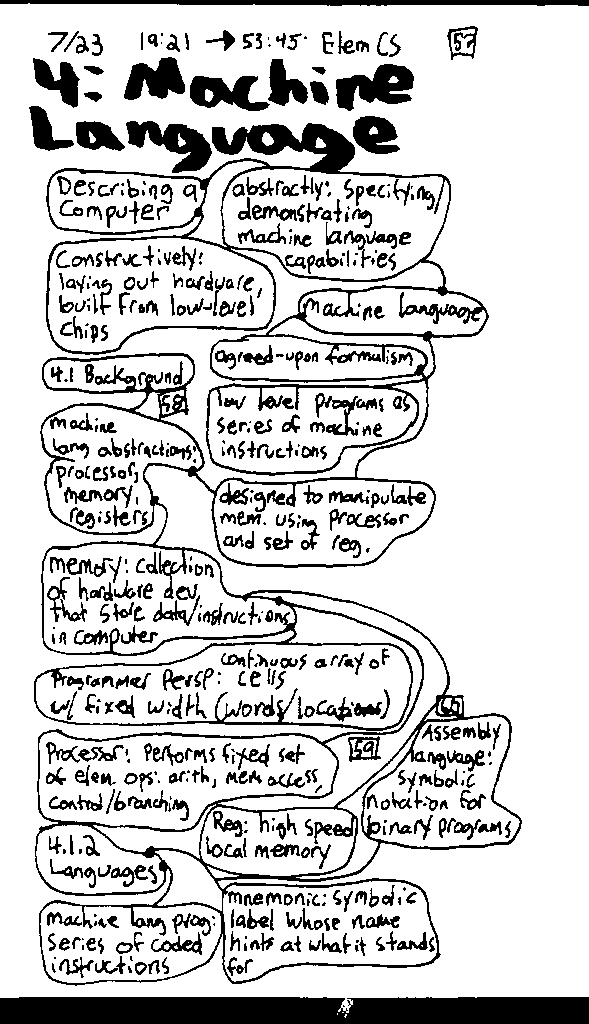 7/23 19:21 → 53:45 Elem CS 57
4: Machine
Language
Describing a
Computer
abstractly: specifying/
demonstrating
machine language
capabilities
Constructively:
laying out hardware,
built from low-level
chips
machine language
agreed-upon formalism
4.1 Background
58
low level programs as
series of machine
instructions
machine
lang abstractions:
processor,
memory,
registers
designed to manipulate
mem. using processor
and set of reg.
memory: collection
of hardware dev.
that store data/instructions
in computer
Programmer Persp: continuous array of
cells
w/ fixed width (words/locations)
Processor: Performs fixed set
of elem. ops: arith, mem access,
control/branching
59
Assembly
language:
symbolic
notation for
binary programs
Reg: high speed
local memory
4.1.2
Languages
mnemonic: symbolic
label whose name
hints at what it stands
for
machine lang prog:
series of coded
instructions